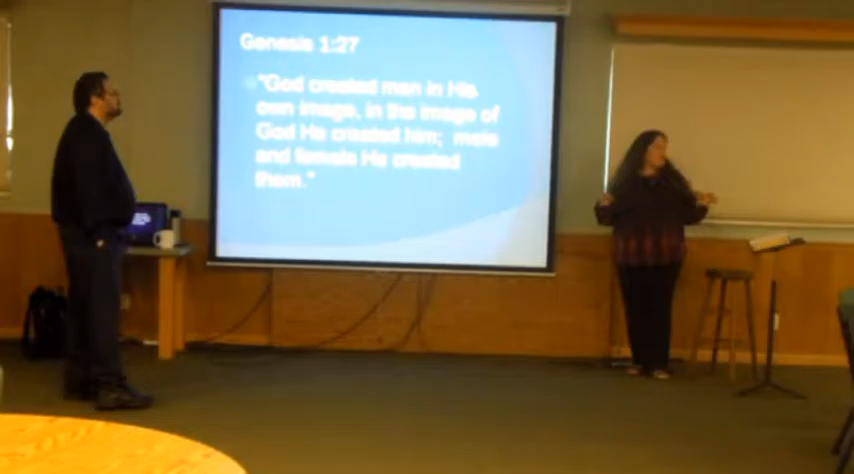 Genesis 1:27
"God created man in His
own image, in the image of
God He created him; male
and female He created
them."